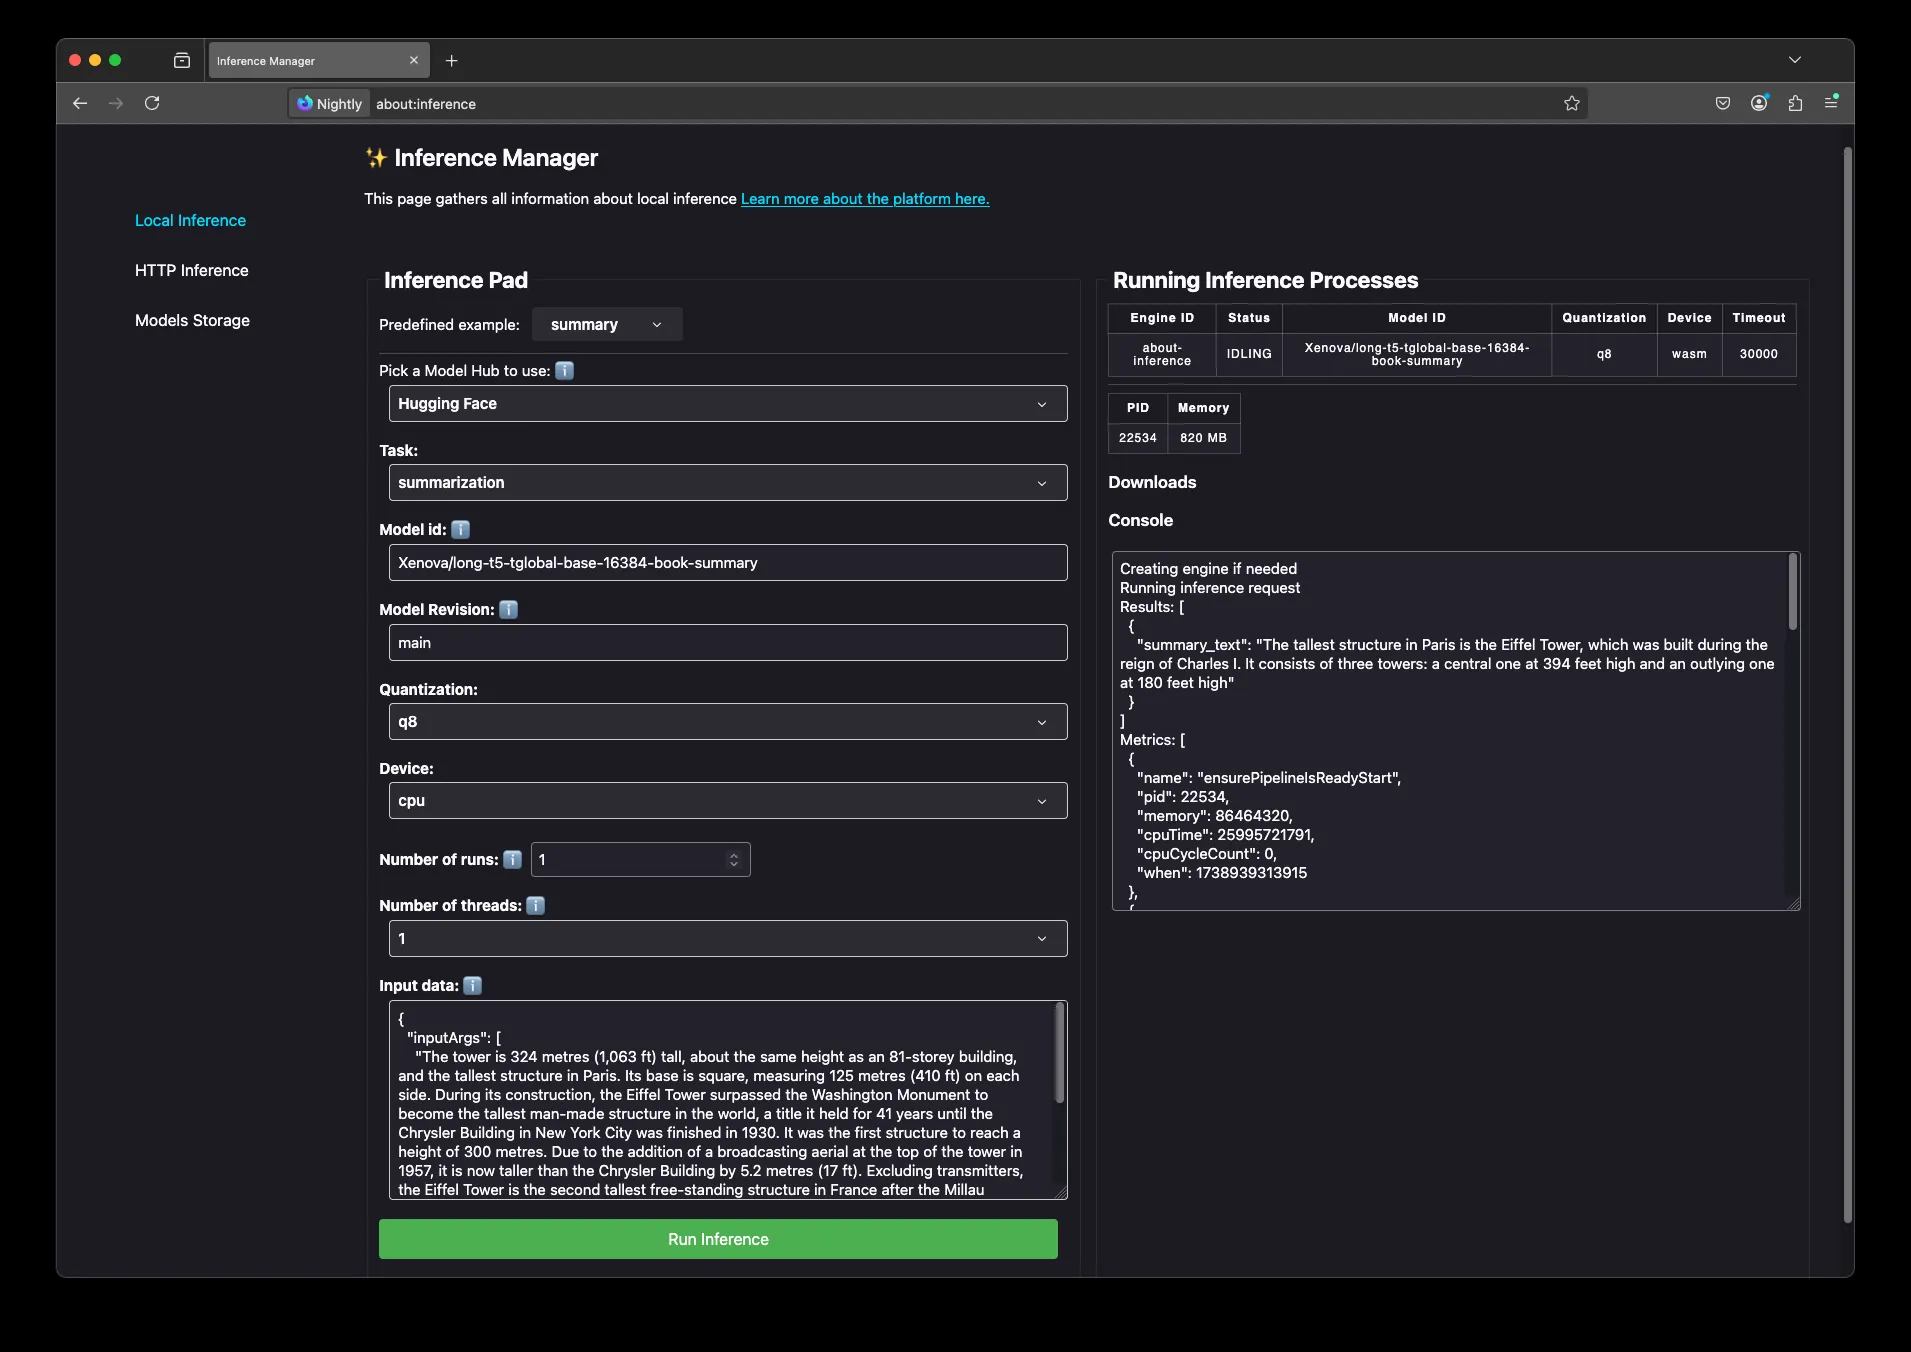 Inference Manager
Nightly about:inference
✨ Inference Manager
This page gathers all information about local inference Learn more about the platform here.
Local Inference
HTTP Inference
Models Storage
Inference Pad
Predefined example: summary
Pick a Model Hub to use: ℹ️
Hugging Face
Task:
summarization
Model id: ℹ️
Xenova/long-t5-tglobal-base-16384-book-summary
Model Revision: ℹ️
main
Quantization:
q8
Device:
cpu
Number of runs: ℹ️ 1
Number of threads: ℹ️
1
Input data: ℹ️
{
"inputArgs": [
"The tower is 324 metres (1,063 ft) tall, about the same height as an 81-storey building,
and the tallest structure in Paris. Its base is square, measuring 125 metres (410 ft) on each
side. During its construction, the Eiffel Tower surpassed the Washington Monument to
become the tallest man-made structure in the world, a title it held for 41 years until the
Chrysler Building in New York City was finished in 1930. It was the first structure to reach a
height of 300 metres. Due to the addition of a broadcasting aerial at the top of the tower in
1957, it is now taller than the Chrysler Building by 5.2 metres (17 ft). Excluding transmitters,
the Eiffel Tower is the second tallest free-standing structure in France after the Millau
Run Inference
Running Inference Processes
Engine ID Status Model ID Quantization Device Timeout
about-
inference IDLING Xenova/long-t5-tglobal-base-16384-
book-summary q8 wasm 30000
PID Memory
22534 820 MB
Downloads
Console
Creating engine if needed
Running inference request
Results: [
{
"summary_text": "The tallest structure in Paris is the Eiffel Tower, which was built during the
reign of Charles I. It consists of three towers: a central one at 394 feet high and an outlying one
at 180 feet high"
}
]
Metrics: [
{
"name": "ensurePipelineIsReadyStart",
"pid": 22534,
"memory": 86464320,
"cpuTime": 25995721791,
"cpuCycleCount": 0,
"when": 1738939313915
},
{